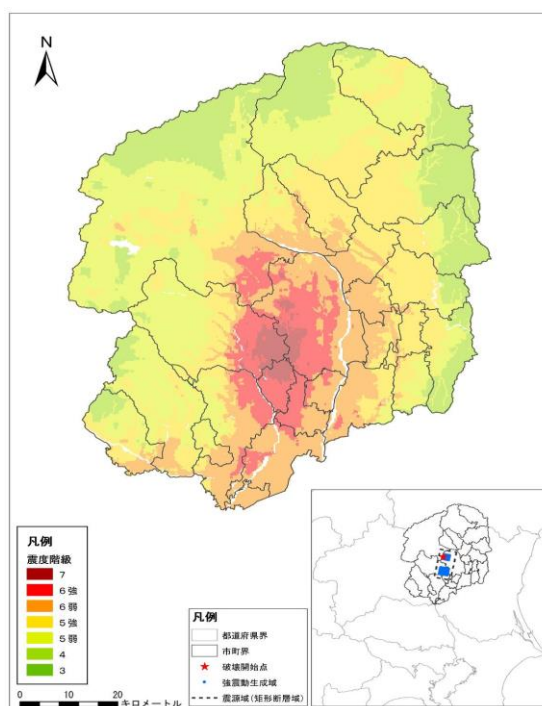 N
凡例
震度階級
7
6強
6弱
5強
5弱
4
3
0 5 10 20
キロメートル
凡例
都道府県界
市町界
破壊開始点
強震動生成域
震源域(矩形断層域)